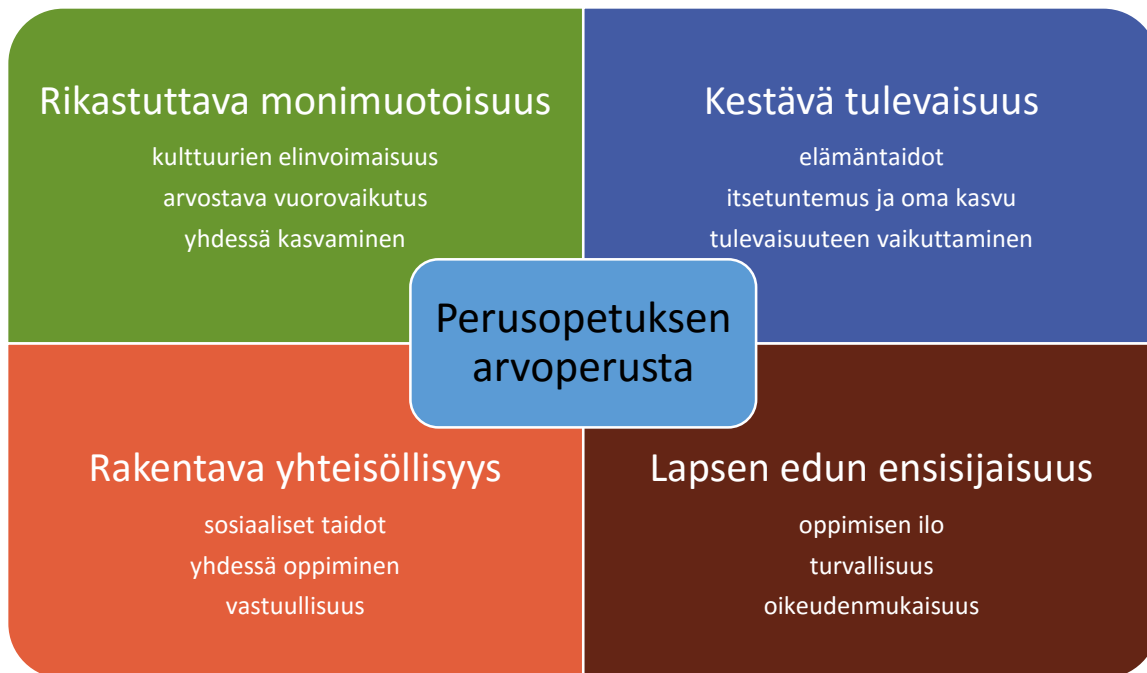 Rikastuttava monimuotoisuus
kulttuurien elinvoimaisuus
arvostava vuorovaikutus
yhdessä kasvaminen
Kestävä tulevaisuus
elämäntaidot
itsetuntemus ja oma kasvu
tulevaisuuteen vaikuttaminen
Perusopetuksen
arvoperusta
Rakentava yhteisöllisyys
sosiaaliset taidot
yhdessä oppiminen
vastuullisuus
Lapsen edun ensisijaisuus
oppimisen ilo
turvallisuus
oikeudenmukaisuus